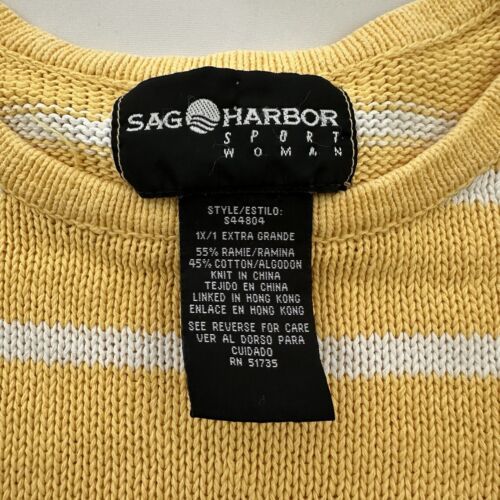 SAG HARBOR
SPORT
WOMAN
STYLE/ESTILO:
S44804
1X/1 EXTRA GRANDE
55% RAMIE/RAMINA
45% COTTON/ALGODON
KNIT IN CHINA
TEJIDO EN CHINA
LINKED IN HONG KONG
ENLACE EN HONG KONG
SEE REVERSE FOR CARE
VER AL DORSO PARA
CUIDADO
RN 51735